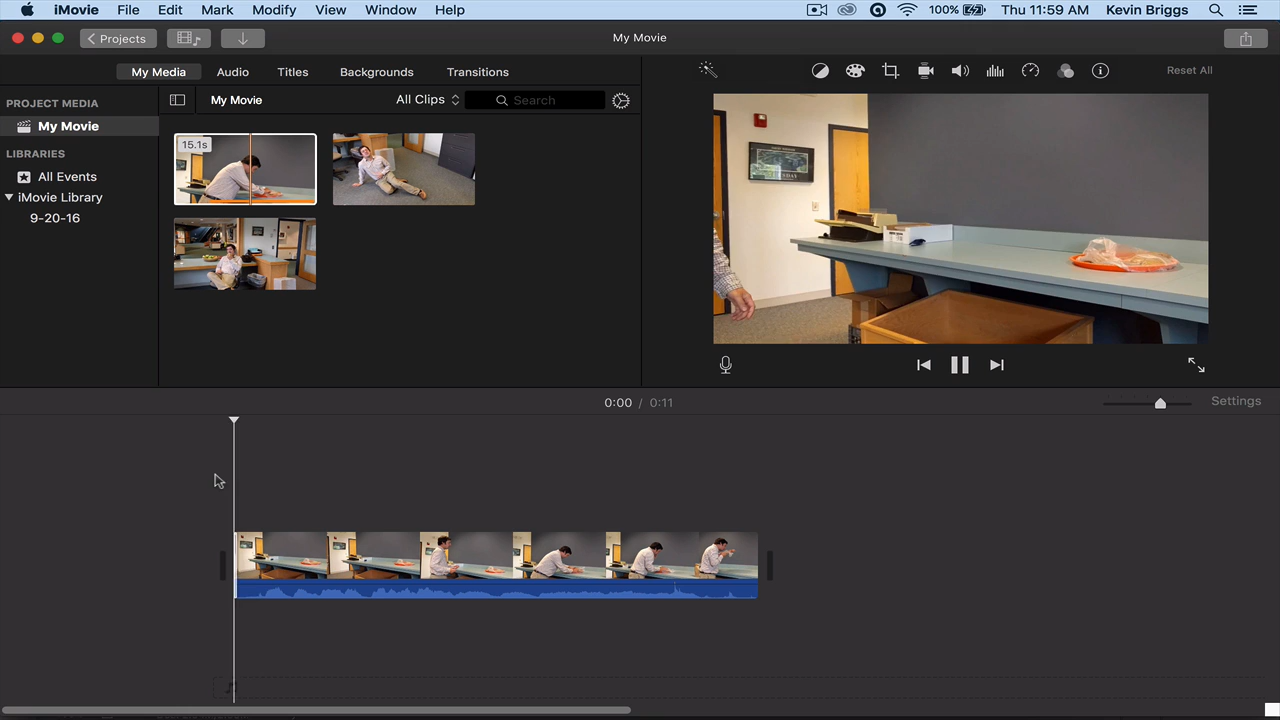 iMovie File Edit Mark Modify View Window Help 100% Thu 11:59 AM Kevin Briggs
Projects My Movie
My Media Audio Titles Backgrounds Transitions Reset All
PROJECT MEDIA My Movie All Clips Search
My Movie
LIBRARIES
All Events
iMovie Library
9-20-16
15.1s
0:00 / 0:11 Settings